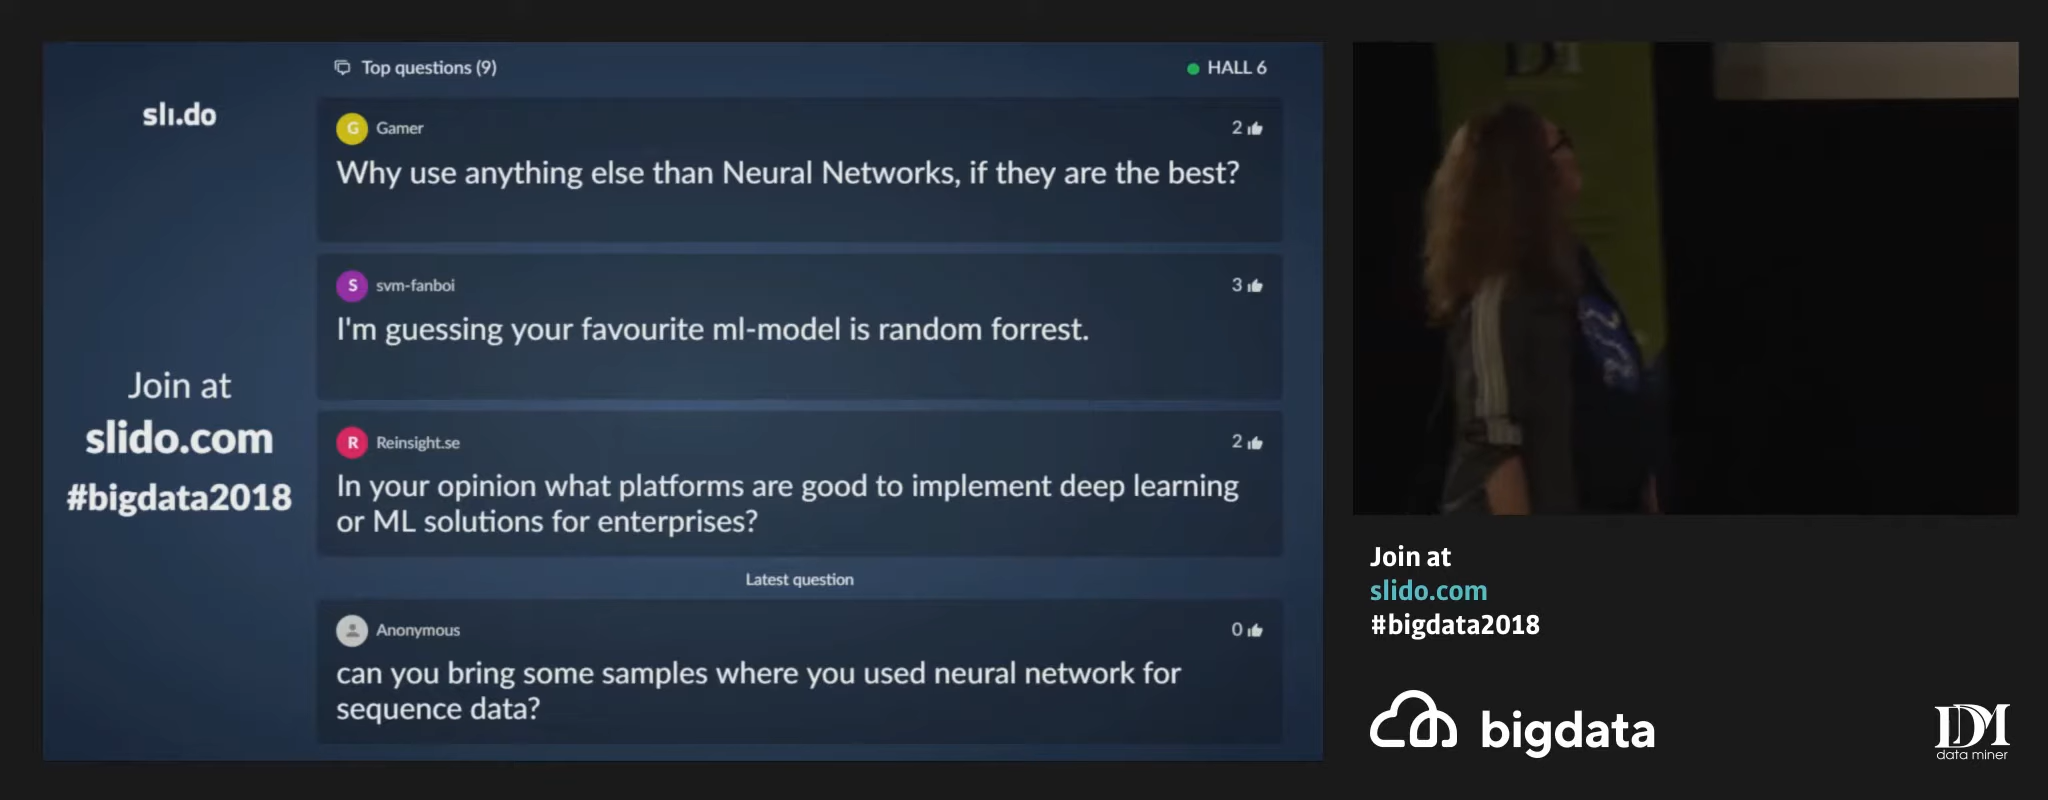 Top questions (9)
HALL 6
sli.do
G Gamer
2
Why use anything else than Neural Networks, if they are the best?
S svm-fanboi
3
I'm guessing your favourite ml-model is random forrest.
Join at
slido.com
#bigdata2018
R Reinsight.se
2
In your opinion what platforms are good to implement deep learning
or ML solutions for enterprises?
Latest question
Anonymous
0
can you bring some samples where you used neural network for
sequence data?
DM
Join at
slido.com
#bigdata2018
bigdata
DM
data miner